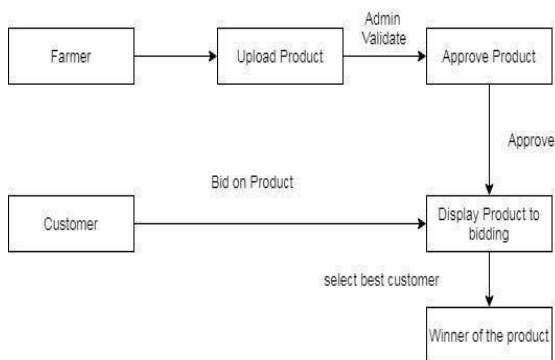 Admin
Validate
Farmer
Upload Product
Approve Product
Approve
Bid on Product
Customer
Display Product to
bidding
select best customer
Winner of the product